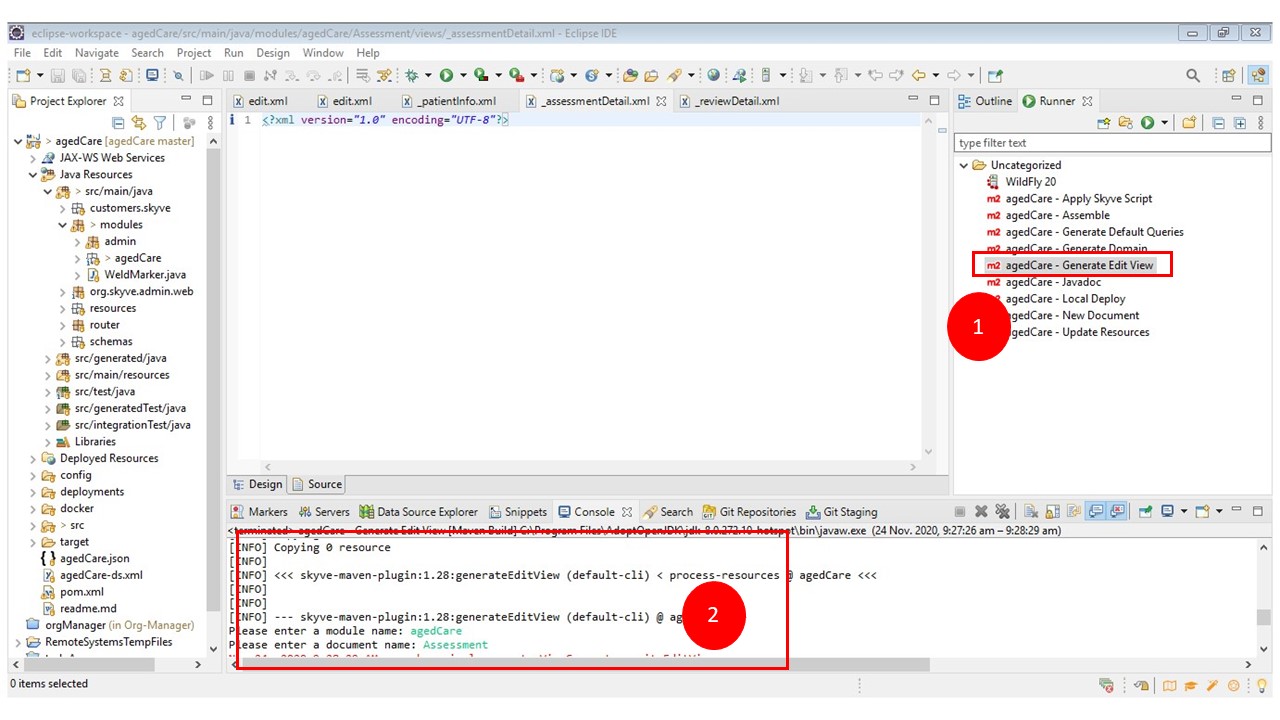 eclipse-workspace - agedCare/src/main/java/modules/agedCare/Assessment/views/_assessmentDetail.xml - Eclipse IDE
File Edit Navigate Search Project Run Design Window Help
Project Explorer
> agedCare [agedCare master]
JAX-WS Web Services
Java Resources
> src/main/java
customers.skyve
> modules
admin
> agedCare
WeldMarker.java
org.skyve.admin.web
resources
router
schemas
src/generated/java
src/main/resources
src/test/java
src/generatedTest/java
src/integrationTest/java
Libraries
Deployed Resources
config
deployments
docker
> src
target
agedCare.json
agedCare-ds.xml
pom.xml
readme.md
orgManager (in Org-Manager)
RemoteSystemsTempFiles
edit.xml edit.xml _patientInfo.xml _assessmentDetail.xml _reviewDetail.xml
1 <?xml version="1.0" encoding="UTF-8"?>
Design Source
Outline Runner
type filter text
Uncategorized
WildFly 20
m2 agedCare - Apply Skyve Script
m2 agedCare - Assemble
m2 agedCare - Generate Default Queries
m2 agedCare - Generate Domain
m2 agedCare - Generate Edit View
m2 agedCare - Javadoc
m2 agedCare - Local Deploy
agedCare - New Document
agedCare - Update Resources
1
Markers Servers Data Source Explorer Snippets Console Search Git Repositories Git Staging
<terminated> agedCare - Generate Edit View [Maven Build] C:\Program Files\AdoptOpenJDK\jdk-8.0.272.10-hotspot\bin\javaw.exe (24 Nov. 2020, 9:27:26 am – 9:28:29 am)
[INFO] Copying 0 resource
[INFO]
[INFO] <<< skyve-maven-plugin:1.28:generateEditView (default-cli) < process-resources @ agedCare <<<
[INFO]
[INFO]
[INFO] --- skyve-maven-plugin:1.28:generateEditView (default-cli) @
Please enter a module name: agedCare
Please enter a document name: Assessment
2
0 items selected